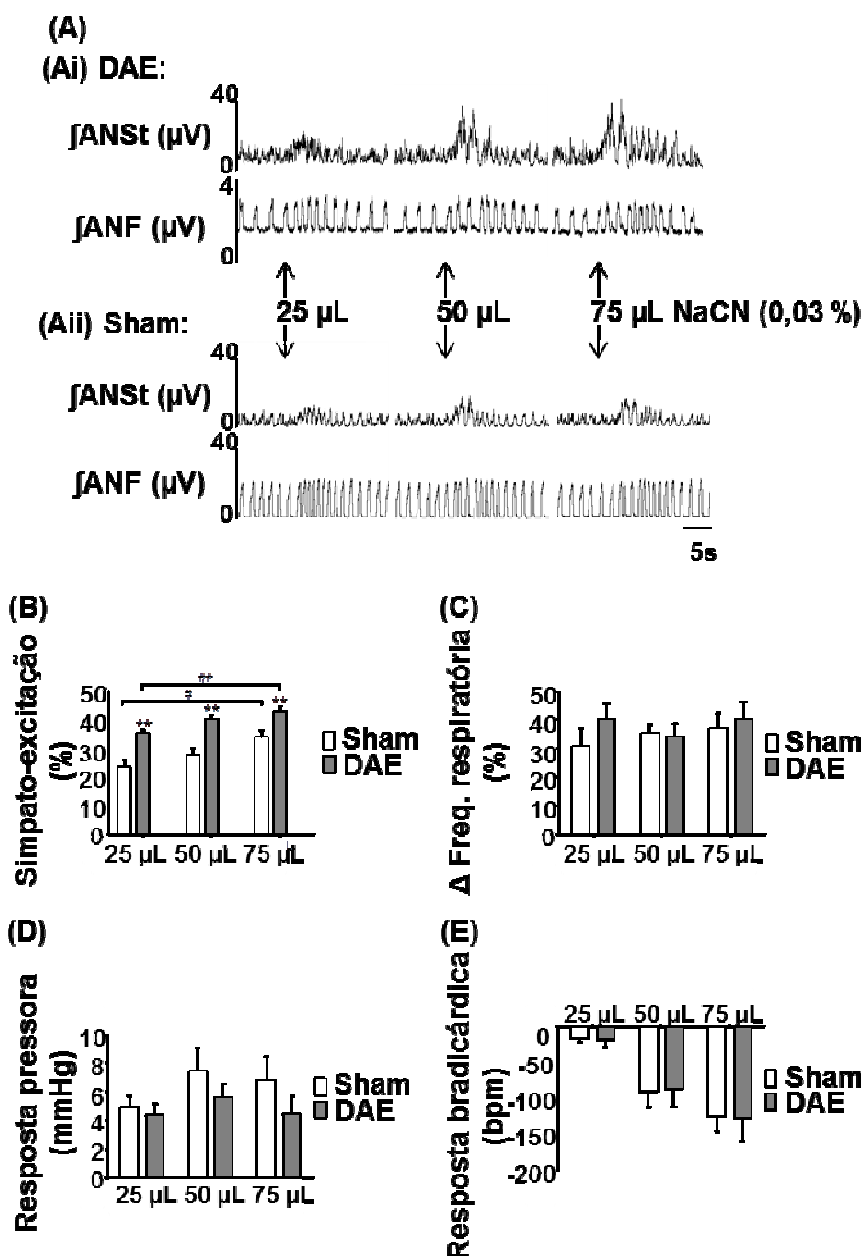 (A)
(Ai) DAE:
40
∫ANSt (µV)
0
4
∫ANF (µV)
0
25 µL 50 µL 75 µL NaCN (0,03 %)
(Aii) Sham:
40
∫ANSt (µV)
0
40
∫ANF (µV)
0
5s
(B)
Simpato-excitação
(%)
50
40
30
20
10
0
##
#
** ** **
Sham
DAE
25 µL 50 µL 75 µL
(C)
Δ Freq. respiratória
(%)
50
40
30
20
10
0
Sham
DAE
25 µL 50 µL 75 µL
(D)
Resposta pressora
(mmHg)
10
8
6
4
2
0
Sham
DAE
25 µL 50 µL 75 µL
(E)
Resposta bradicárdica
(bpm)
25 µL 50 µL 75 µL
0
-50
-100
-150
-200
Sham
DAE